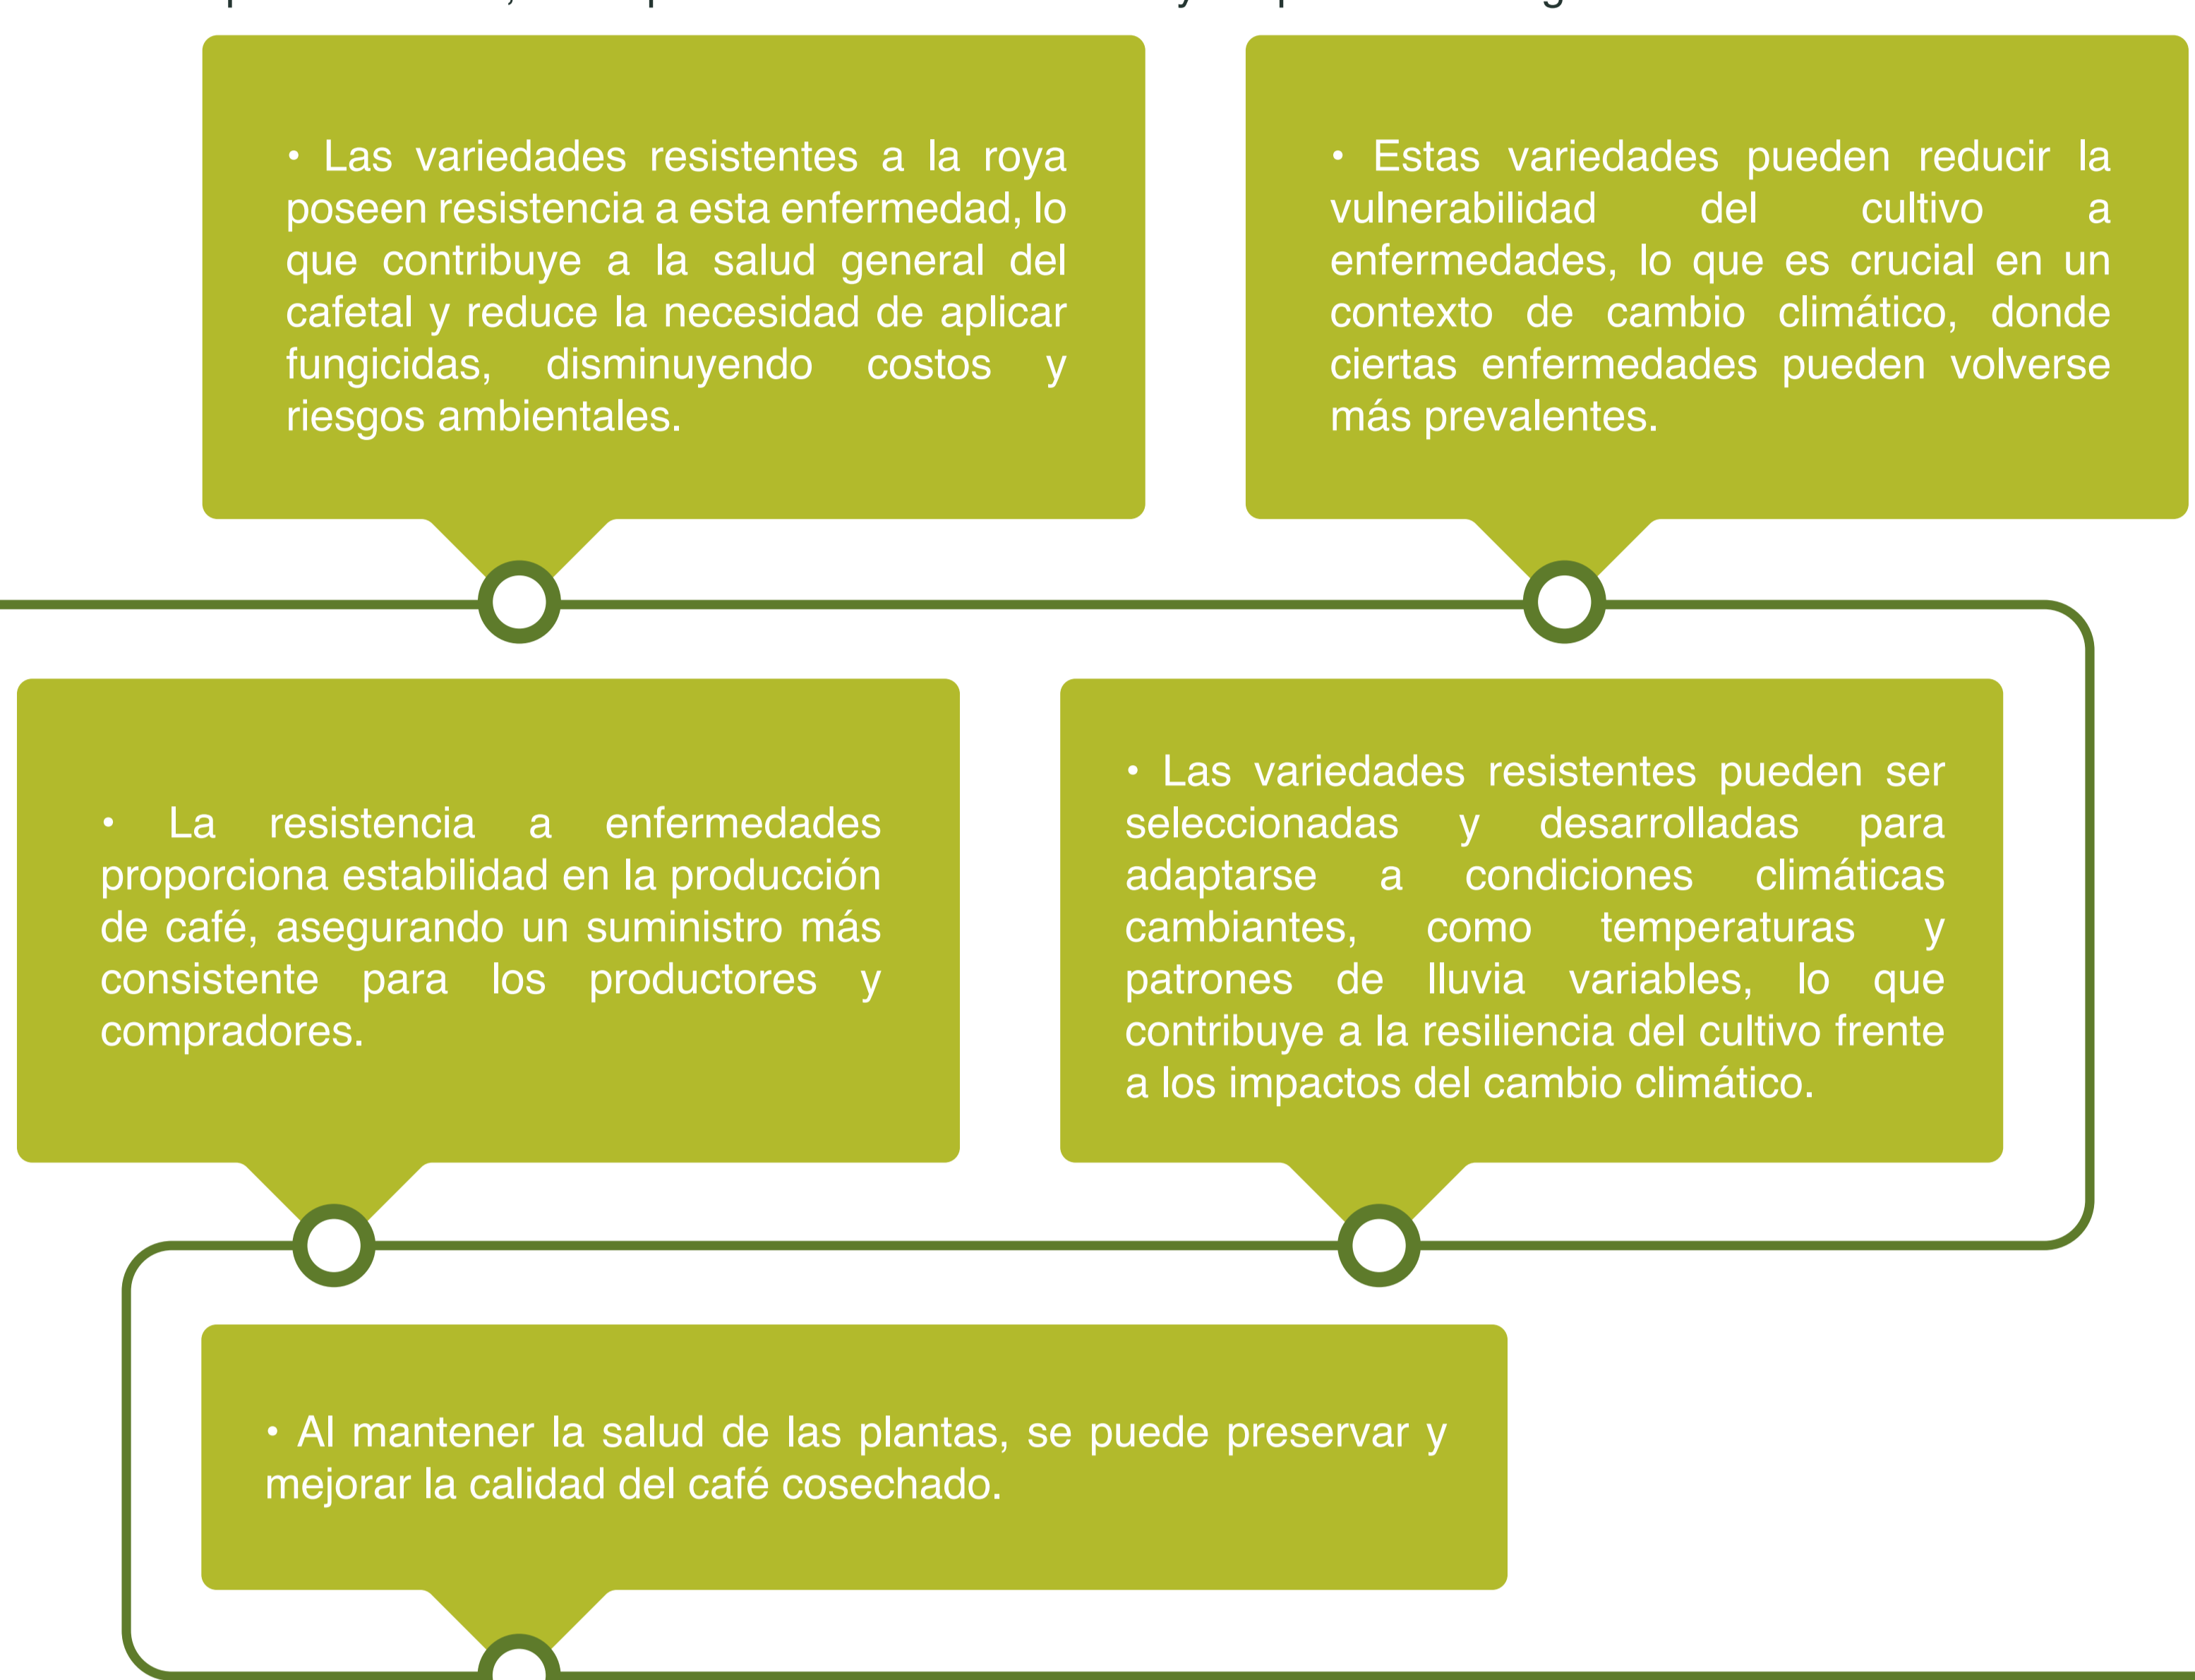 • Las variedades resistentes a la roya
poseen resistencia a esta enfermedad, lo
que contribuye a la salud general del
cafetal y reduce la necesidad de aplicar
fungicidas, disminuyendo costos y
riesgos ambientales.
• Estas variedades pueden reducir la
vulnerabilidad del cultivo a
enfermedades, lo que es crucial en un
contexto de cambio climático, donde
ciertas enfermedades pueden volverse
más prevalentes.
• La resistencia a enfermedades
proporciona estabilidad en la producción
de café, asegurando un suministro más
consistente para los productores y
compradores.
• Las variedades resistentes pueden ser
seleccionadas y desarrolladas para
adaptarse a condiciones climáticas
cambiantes, como temperaturas y
patrones de lluvia variables, lo que
contribuye a la resiliencia del cultivo frente
a los impactos del cambio climático.
• Al mantener la salud de las plantas, se puede preservar y
mejorar la calidad del café cosechado.